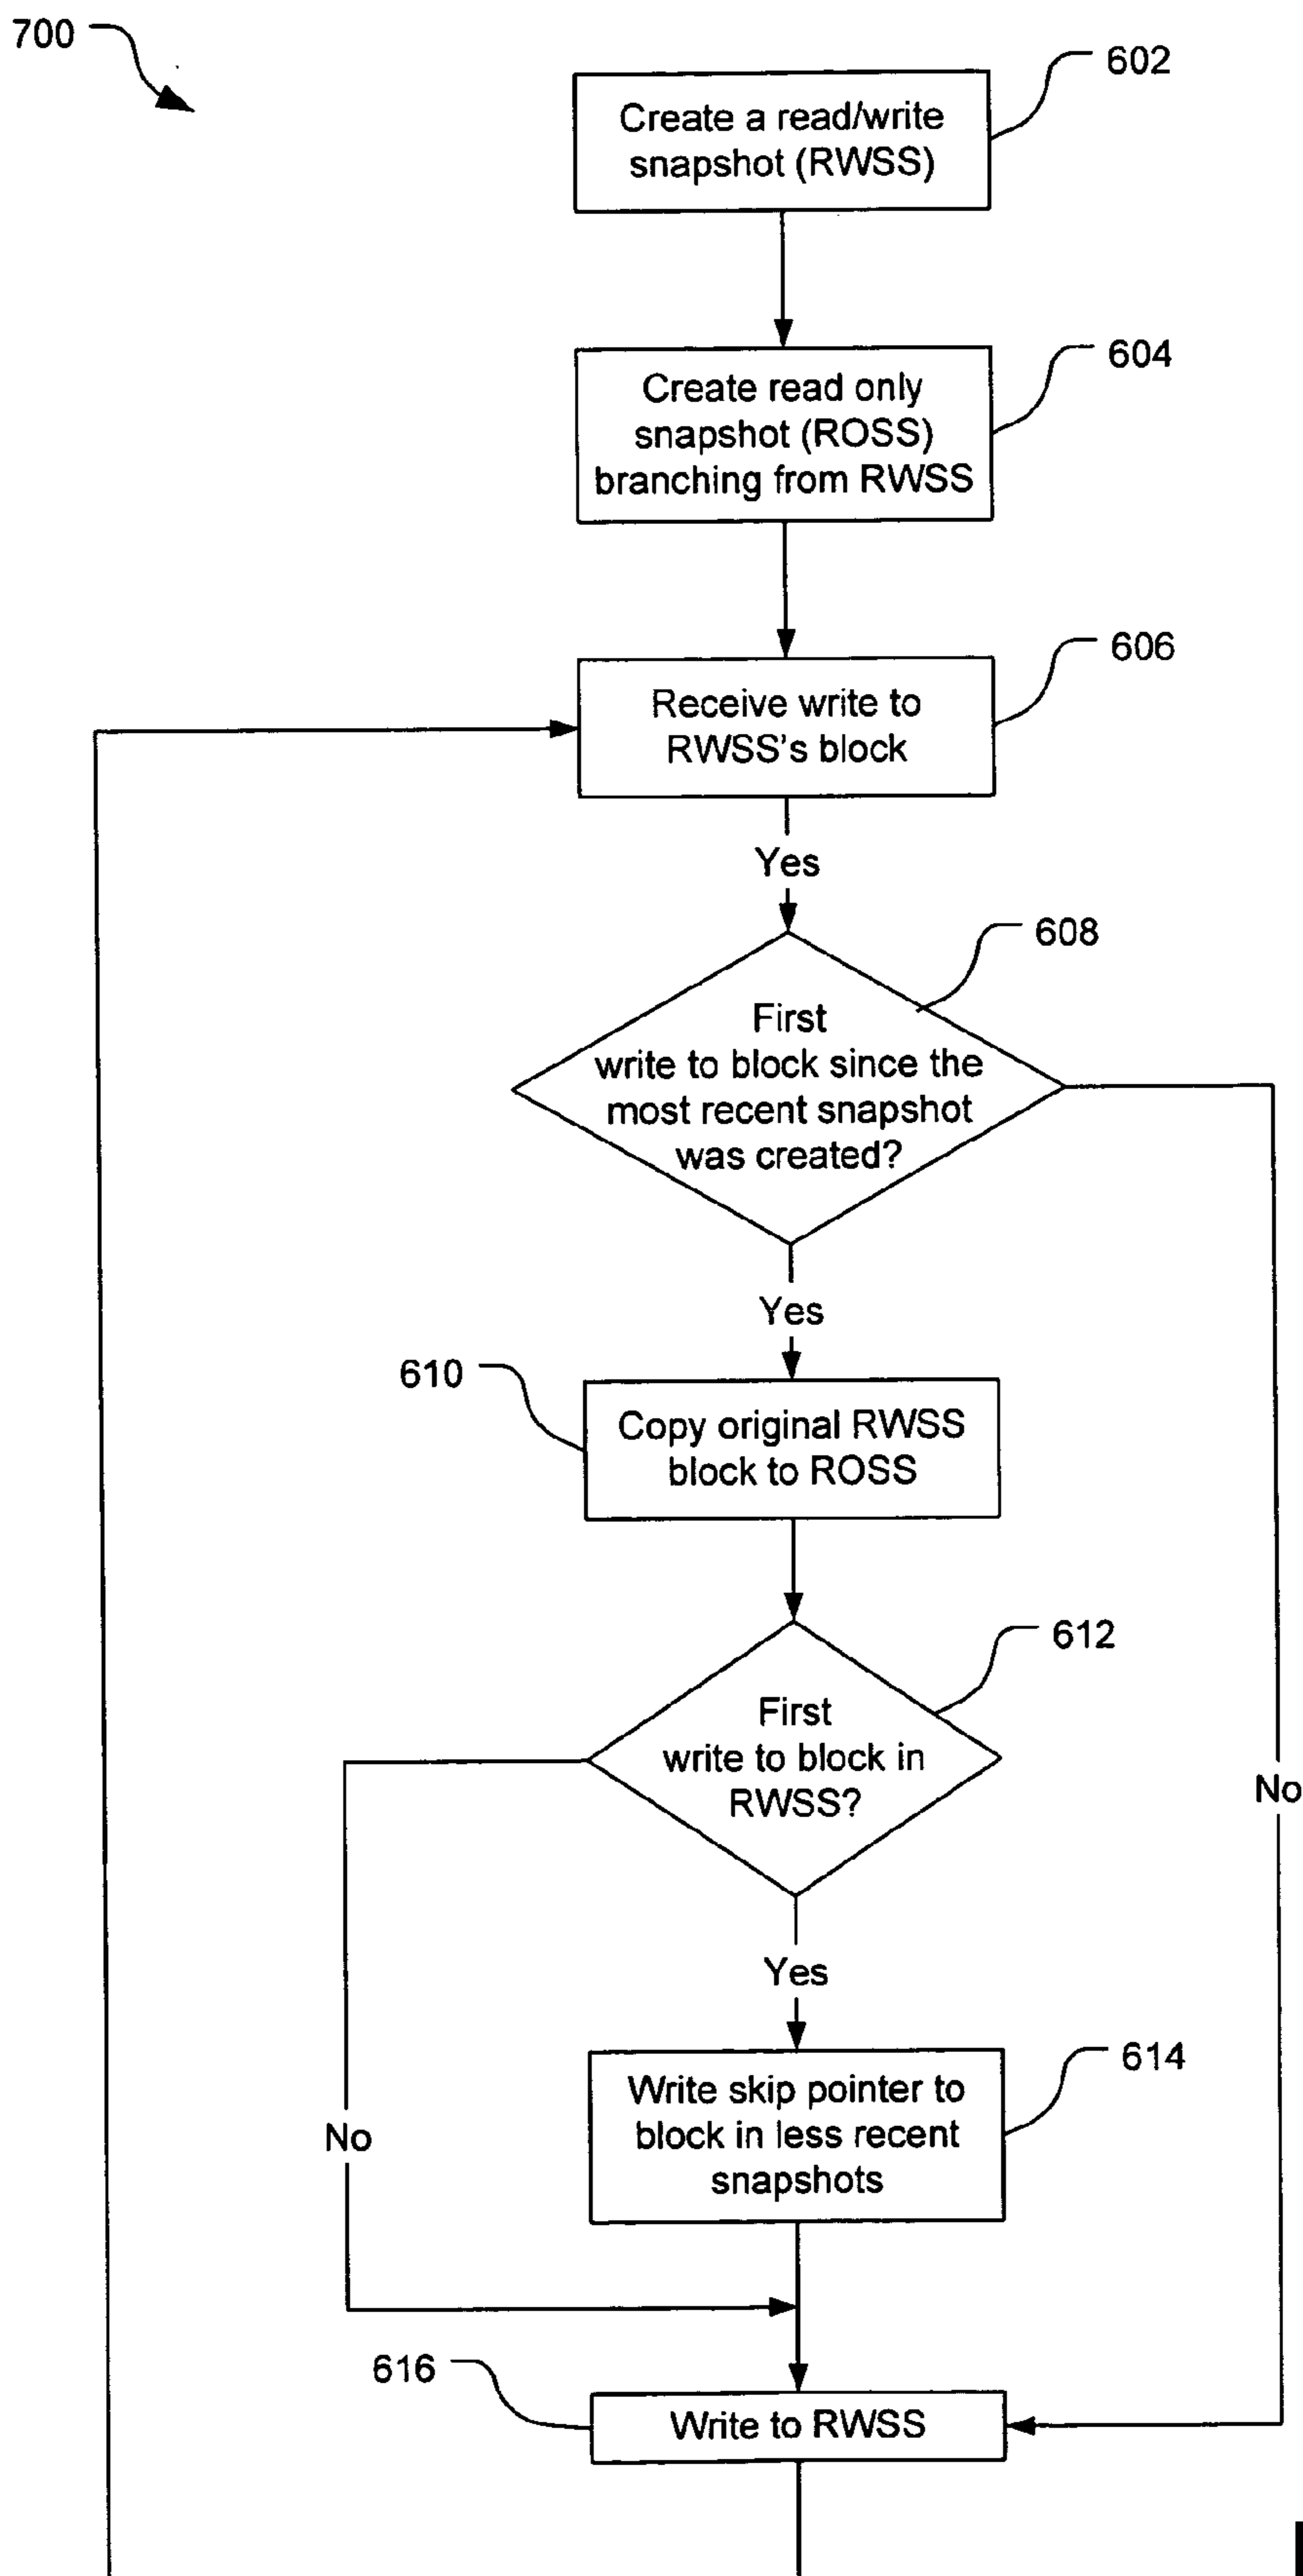 700
602
Create a read/write
snapshot (RWSS)
604
Create read only
snapshot (ROSS)
branching from RWSS
606
Receive write to
RWSS's block
Yes
608
First
write to block since the
most recent snapshot
was created?
Yes
610
Copy original RWSS
block to ROSS
612
First
write to block in
RWSS?
No
Yes
614
Write skip pointer to
block in less recent
snapshots
No
616
Write to RWSS